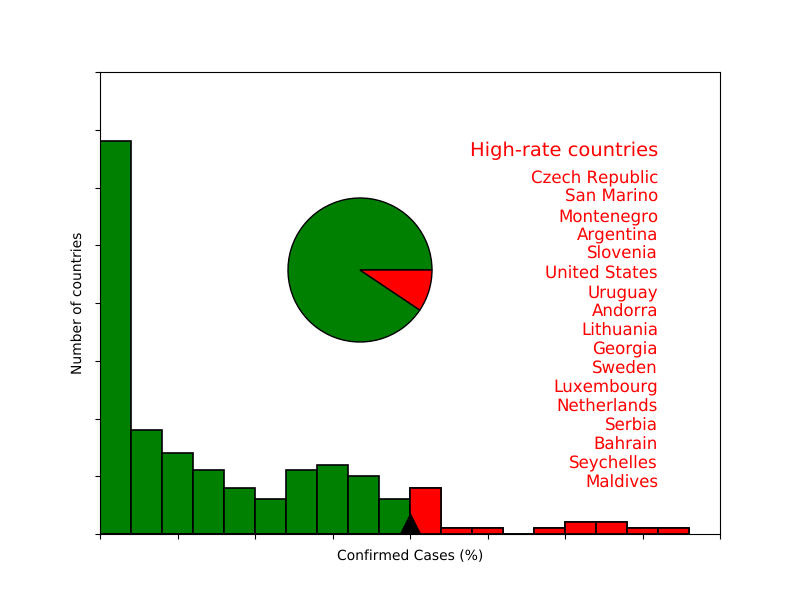 High-rate countries
Czech Republic
San Marino
Montenegro
Argentina
Slovenia
United States
Uruguay
Andorra
Lithuania
Georgia
Sweden
Luxembourg
Netherlands
Serbia
Bahrain
Seychelles
Maldives
Number of countries
Confirmed Cases (%)